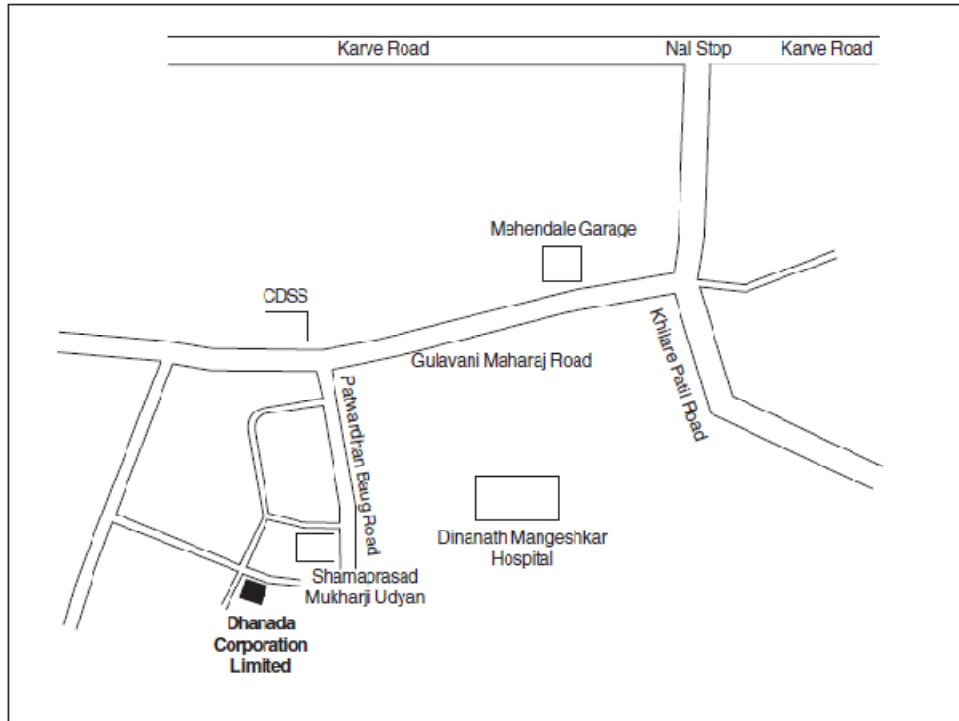 Karve Road
Nal Stop
Karve Road
Mehendale Garage
CDSS
Gulavani Maharaj Road
Khilare Patil Road
Patwardhan Baug Road
Dinanath Mangeshkar
Hospital
Shamaprasad
Mukharji Udyan
Dhanada
Corporation
Limited